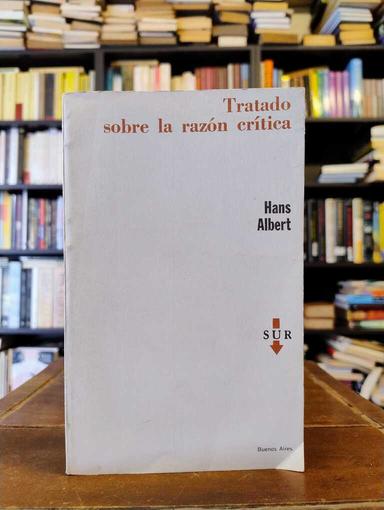 Tratado
sobre la razón crítica
Hans
Albert
SUR
Buenos Aires